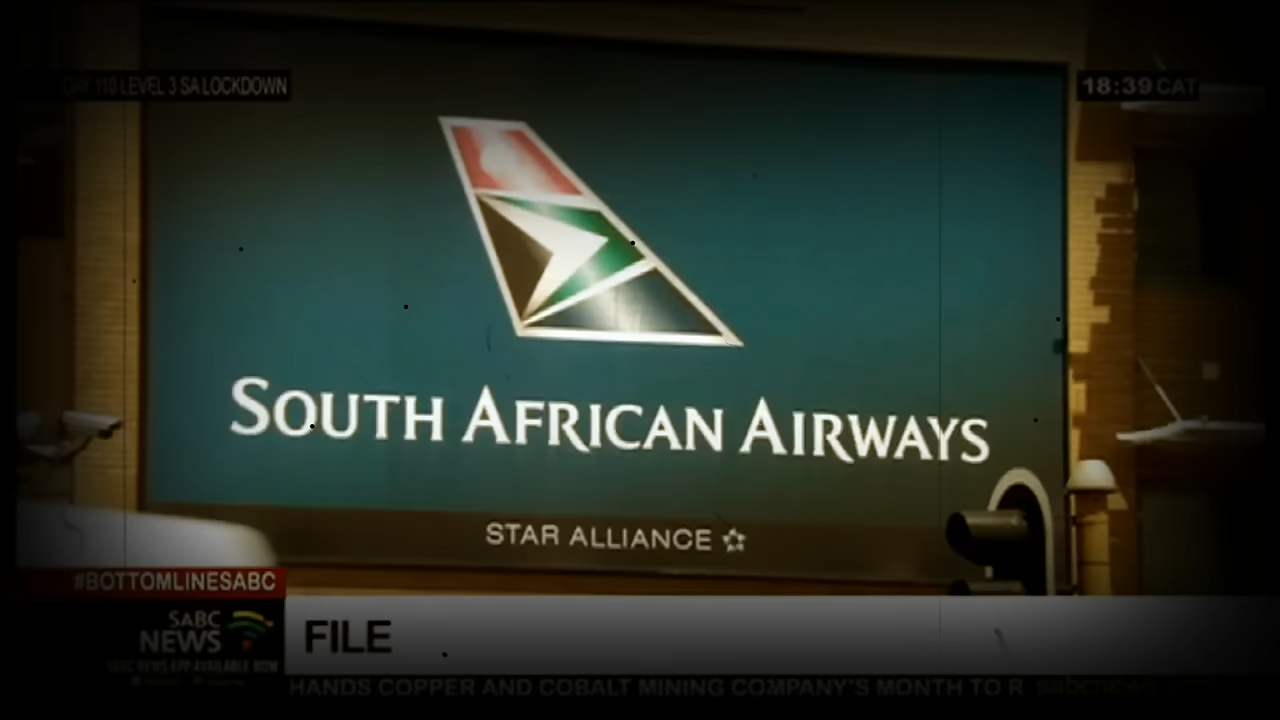 DAY 110 LEVEL 3 SA LOCKDOWN
18:39 CAT
SOUTH AFRICAN AIRWAYS
STAR ALLIANCE
#BOTTOMLINESABC
SABC
NEWS
SABC NEWS APP AVAILABLE NOW
FILE
HANDS COPPER AND COBALT MINING COMPANY'S MONTH TO R sabcnews